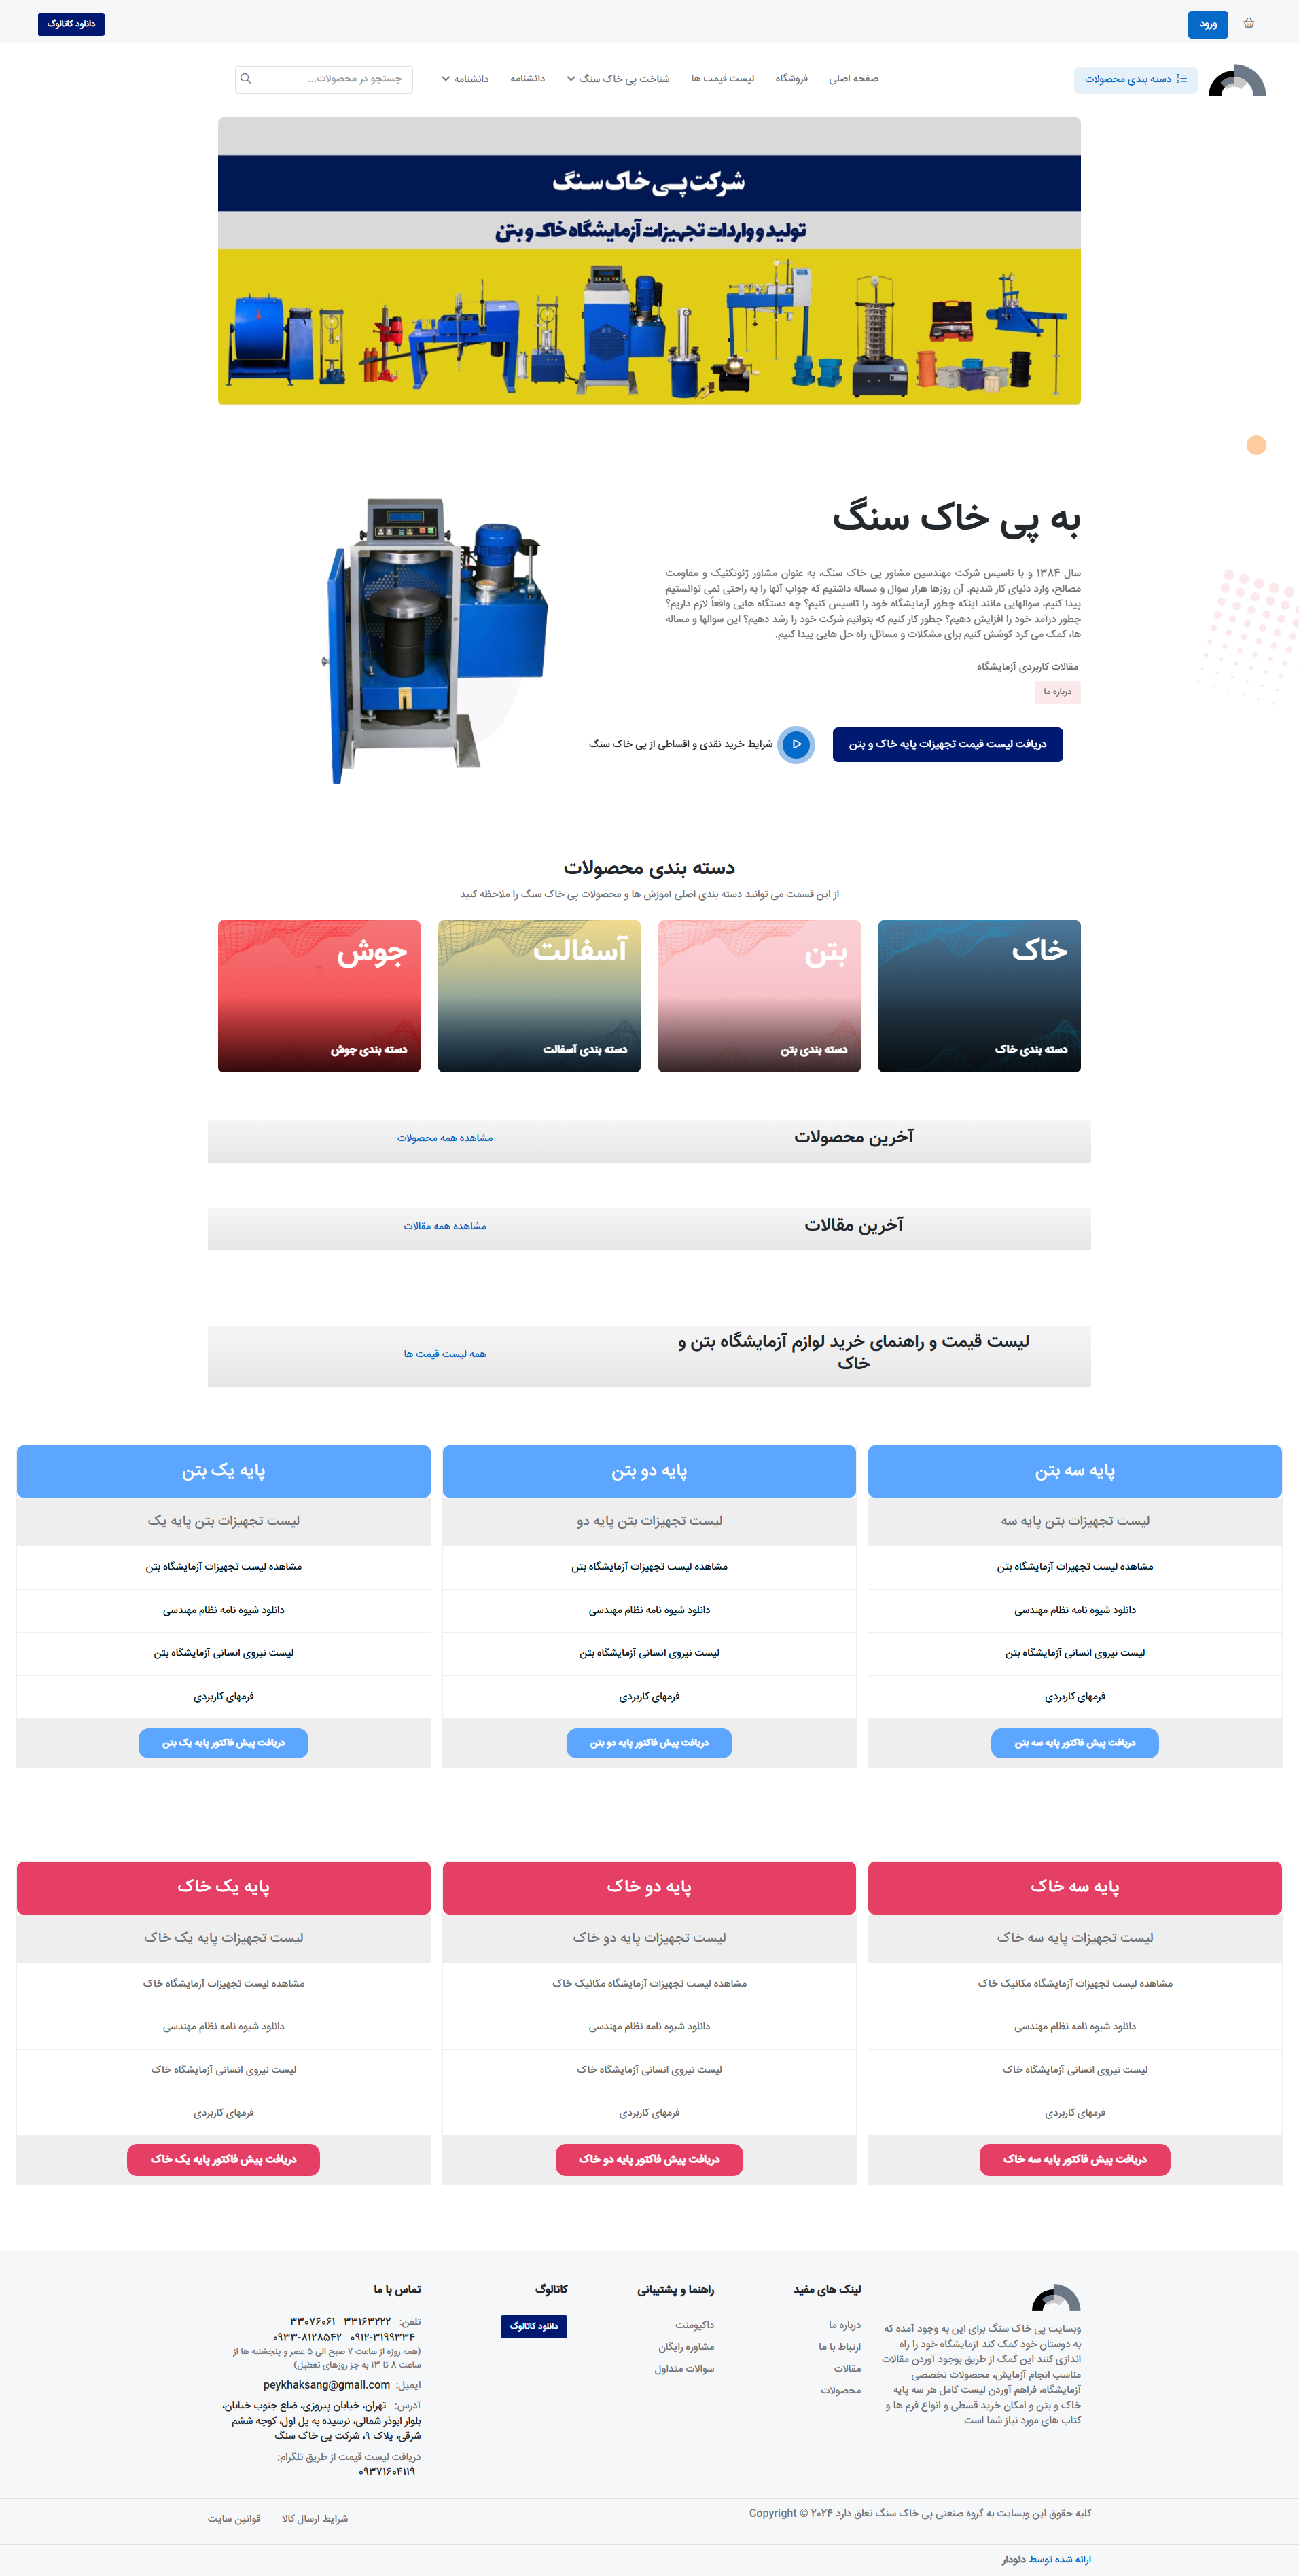 ورود
دانلود کاتالوگ
دسته بندی محصولات
صفحه اصلی
فروشگاه
لیست قیمت ها
شناخت پی خاک سنگ
دانشنامه
دانشنامه
جستجو در محصولات...
شرکت پـی خاک سنگ
تولید و واردات تجهیزات آزمایشگاه خاک و بتن
به پی خاک سنگ
سال ۱۳۸۴ و با تاسیس شرکت مهندسین مشاور پی خاک سنگ، به عنوان مشاور ژئوتکنیک و مقاومت
مصالح، وارد دنیای کار شدیم. آن روزها هزار سوال و مساله داشتیم که جواب آنها را به راحتی نمی توانستیم
پیدا کنیم، سوالهایی مانند اینکه چطور آزمایشگاه خود را تاسیس کنیم؟ چه دستگاه هایی واقعاً لازم داریم؟
چطور درآمد خود را افزایش دهیم؟ چطور کار کنیم که بتوانیم شرکت خود را رشد دهیم؟ این سوالها و مساله
ها، کمک می کرد کوشش کنیم برای مشکلات و مسائل، راه حل هایی پیدا کنیم.
مقالات کاربردی آزمایشگاه
درباره ما
دریافت لیست قیمت تجهیزات پایه خاک و بتن
شرایط خرید نقدی و اقساطی از پی خاک سنگ
دسته بندی محصولات
از این قسمت می توانید دسته بندی اصلی آموزش ها و محصولات پی خاک سنگ را ملاحظه کنید
خاک
دسته بندی خاک
بتن
دسته بندی بتن
آسفالت
دسته بندی آسفالت
جوش
دسته بندی جوش
آخرین محصولات
مشاهده همه محصولات
آخرین مقالات
مشاهده همه مقالات
لیست قیمت و راهنمای خرید لوازم آزمایشگاه بتن و
خاک
همه لیست قیمت ها
پایه سه بتن
لیست تجهیزات بتن پایه سه
مشاهده لیست تجهیزات آزمایشگاه بتن
دانلود شیوه نامه نظام مهندسی
لیست نیروی انسانی آزمایشگاه بتن
فرمهای کاربردی
دریافت پیش فاکتور پایه سه بتن
پایه دو بتن
لیست تجهیزات بتن پایه دو
مشاهده لیست تجهیزات آزمایشگاه بتن
دانلود شیوه نامه نظام مهندسی
لیست نیروی انسانی آزمایشگاه بتن
فرمهای کاربردی
دریافت پیش فاکتور پایه دو بتن
پایه یک بتن
لیست تجهیزات بتن پایه یک
مشاهده لیست تجهیزات آزمایشگاه بتن
دانلود شیوه نامه نظام مهندسی
لیست نیروی انسانی آزمایشگاه بتن
فرمهای کاربردی
دریافت پیش فاکتور پایه یک بتن
پایه سه خاک
لیست تجهیزات پایه سه خاک
مشاهده لیست تجهیزات آزمایشگاه مکانیک خاک
دانلود شیوه نامه نظام مهندسی
لیست نیروی انسانی آزمایشگاه خاک
فرمهای کاربردی
دریافت پیش فاکتور پایه سه خاک
پایه دو خاک
لیست تجهیزات پایه دو خاک
مشاهده لیست تجهیزات آزمایشگاه مکانیک خاک
دانلود شیوه نامه نظام مهندسی
لیست نیروی انسانی آزمایشگاه خاک
فرمهای کاربردی
دریافت پیش فاکتور پایه دو خاک
پایه یک خاک
لیست تجهیزات پایه یک خاک
مشاهده لیست تجهیزات آزمایشگاه خاک
دانلود شیوه نامه نظام مهندسی
لیست نیروی انسانی آزمایشگاه خاک
فرمهای کاربردی
دریافت پیش فاکتور پایه یک خاک
وبسایت پی خاک سنگ برای این به وجود آمده که
به دوستان خود کمک کند آزمایشگاه خود را راه
اندازی کنند این کمک از طریق بوجود آوردن مقالات
مناسب انجام آزمایش، محصولات تخصصی
آزمایشگاه، فراهم آوردن لیست کامل هر سه پایه
خاک و بتن و امکان خرید قسطی و انواع فرم ها و
کتاب های مورد نیاز شما است
لینک های مفید
درباره ما
ارتباط با ما
مقالات
محصولات
راهنما و پشتیبانی
داکیومنت
مشاوره رایگان
سوالات متداول
کاتالوگ
دانلود کاتالوگ
تماس با ما
تلفن: ۳۳۱۶۳۲۲۲ ۳۳۰۷۶۰۶۱
۰۹۱۲-۳۱۹۹۳۳۴ ۰۹۳۳-۸۱۲۸۵۴۲
(همه روزه از ساعت ۷ صبح الی ۵ عصر و پنجشنبه ها از
ساعت ۸ تا ۱۳ به جز روزهای تعطیل)
ایمیل: peykhaksang@gmail.com
آدرس: تهران، خیابان پیروزی، ضلع جنوب خیابان،
بلوار ابوذر شمالی، نرسیده به پل اول، کوچه ششم
شرقی، پلاک ۹، شرکت پی خاک سنگ
دریافت لیست قیمت از طریق تلگرام:
۰۹۳۷۱۶۰۴۱۱۹
کلیه حقوق این وبسایت به گروه صنعتی پی خاک سنگ تعلق دارد Copyright © ۲۰۲۴
شرایط ارسال کالا
قوانین سایت
ارائه شده توسط دئودار